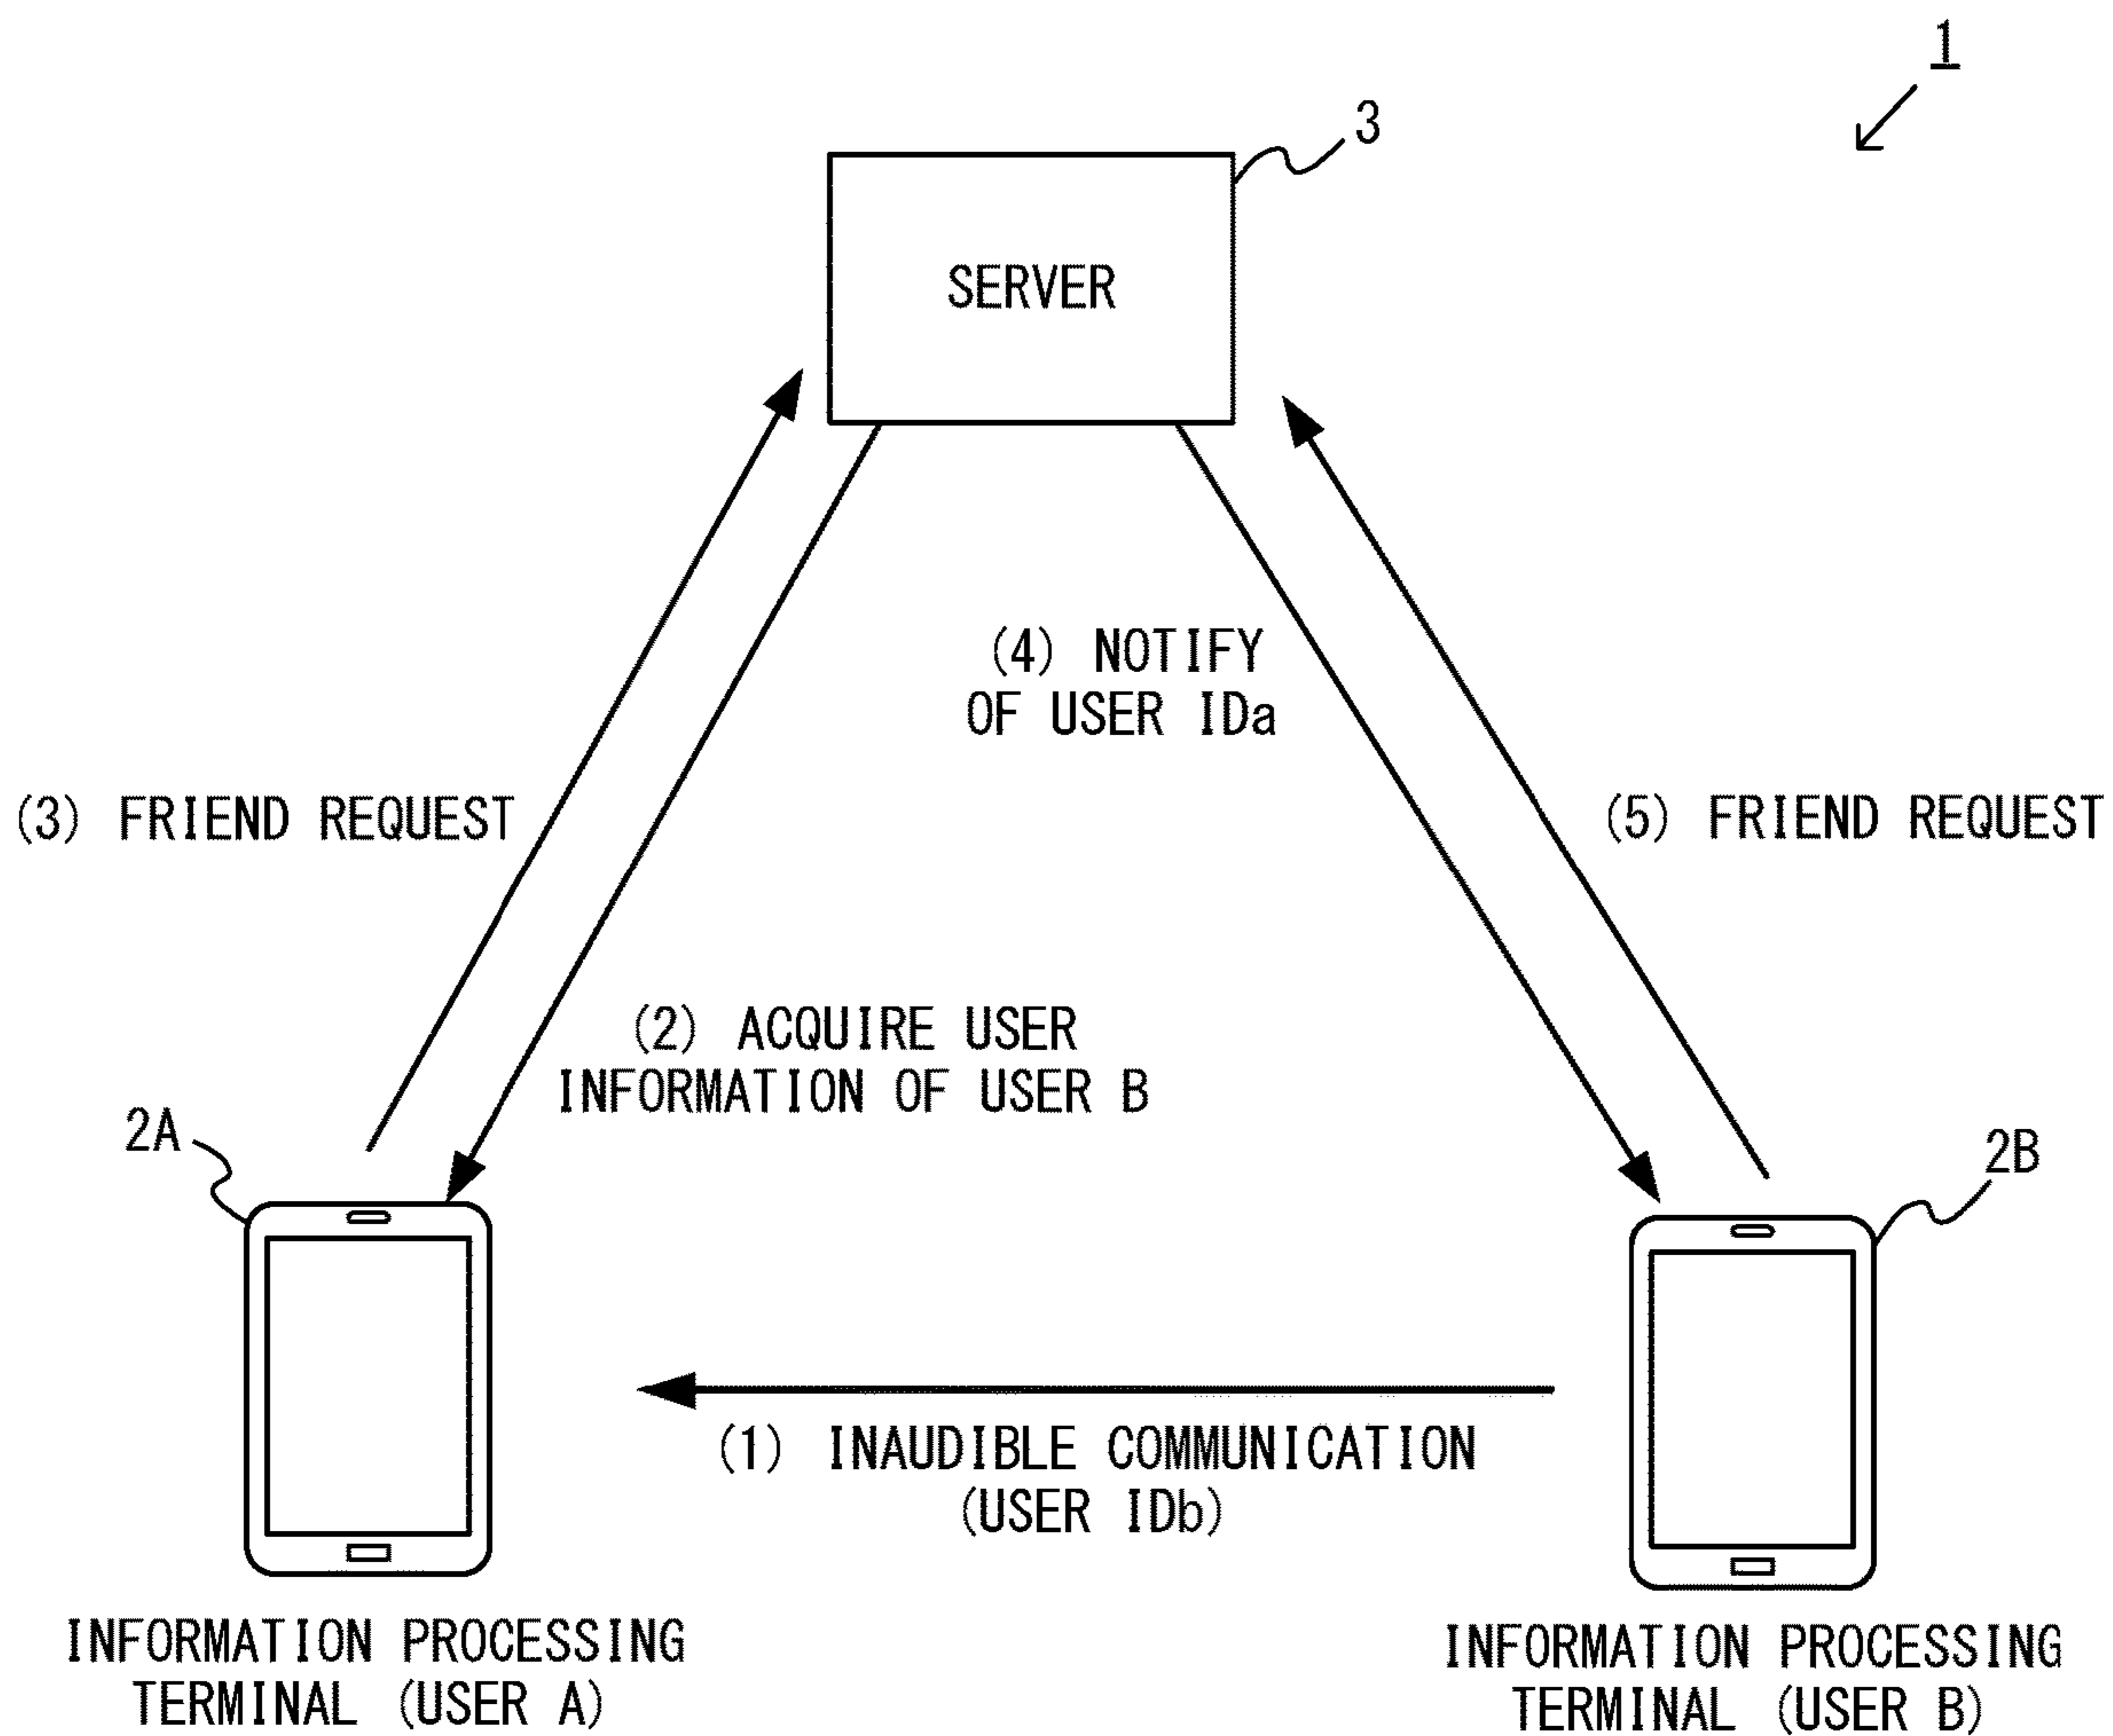 1
3
SERVER
(4) NOTIFY
OF USER IDa
(3) FRIEND REQUEST
(5) FRIEND REQUEST
(2) ACQUIRE USER
INFORMATION OF USER B
2A
2B
(1) INAUDIBLE COMMUNICATION
(USER IDb)
INFORMATION PROCESSING
TERMINAL (USER A)
INFORMATION PROCESSING
TERMINAL (USER B)